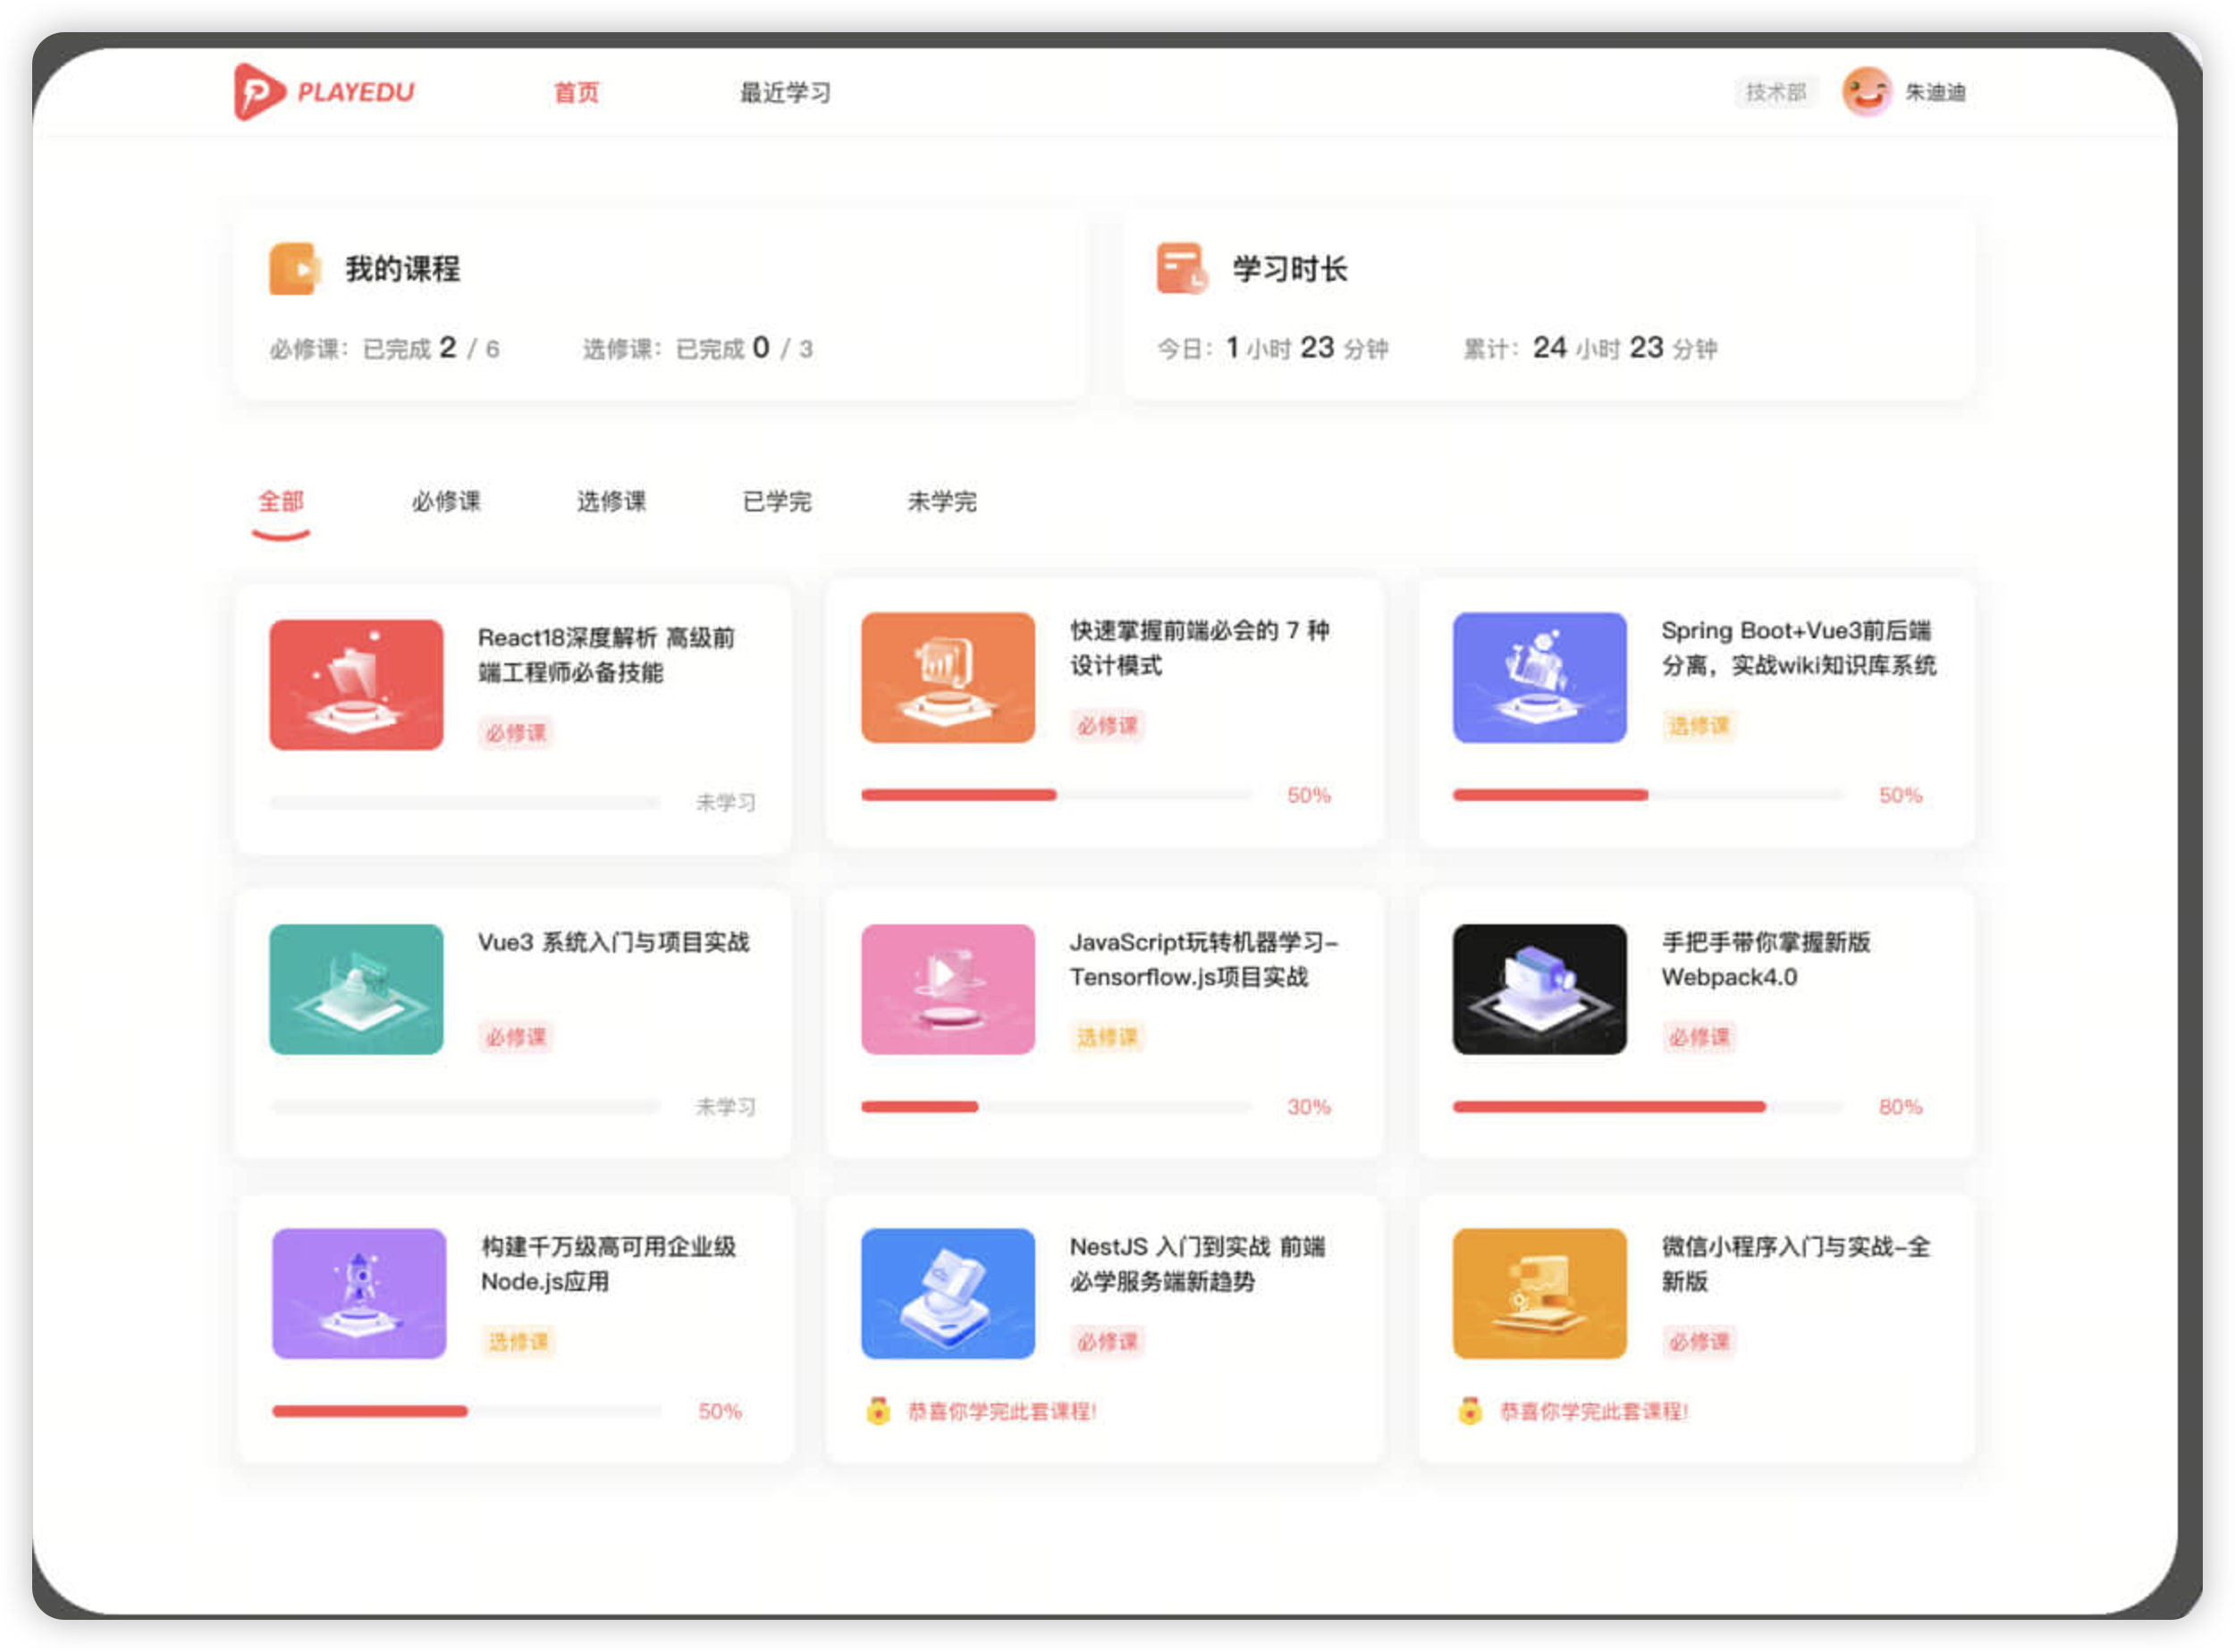 PLAYEDU
首页
最近学习
技术部
朱迪迪
我的课程
必修课：已完成 2 / 6
选修课：已完成 0 / 3
学习时长
今日：1 小时 23 分钟
累计：24 小时 23 分钟
全部
必修课
选修课
已学完
未学完
React18深度解析 高级前
端工程师必备技能
必修课
未学习
快速掌握前端必会的 7 种
设计模式
必修课
50%
Spring Boot+Vue3前后端
分离，实战wiki知识库系统
选修课
50%
Vue3 系统入门与项目实战
必修课
未学习
JavaScript玩转机器学习-
Tensorflow.js项目实战
选修课
30%
手把手带你掌握新版
Webpack4.0
必修课
80%
构建千万级高可用企业级
Node.js应用
选修课
50%
NestJS 入门到实战 前端
必学服务端新趋势
必修课
恭喜你学完此套课程!
微信小程序入门与实战-全
新版
必修课
恭喜你学完此套课程!